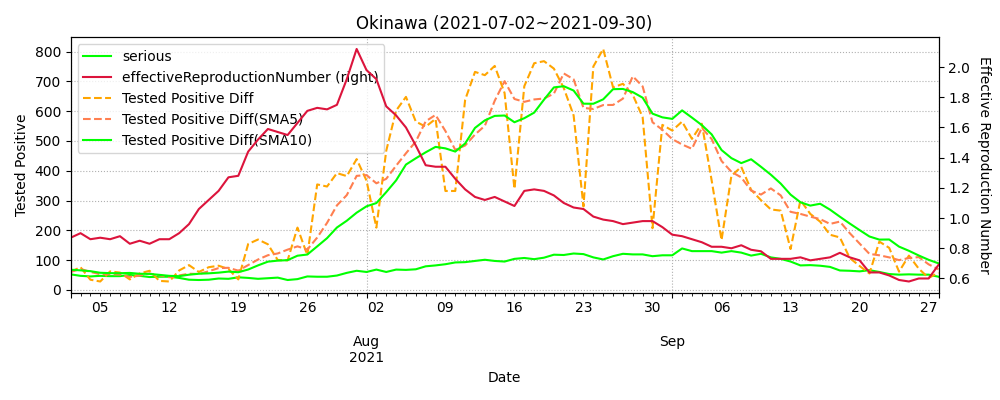 Okinawa (2021-07-02~2021-09-30)
serious
effectiveReproductionNumber (right)
Tested Positive Diff
Tested Positive Diff(SMA5)
Tested Positive Diff(SMA10)
Tested Positive
800
700
600
500
400
300
200
100
0
2.0
1.8
1.6
1.4
1.2
1.0
0.8
0.6
Effective Reproduction Number
05 12 19 26 02 09 16 23 30 06 13 20 27
Aug Sep
2021
Date